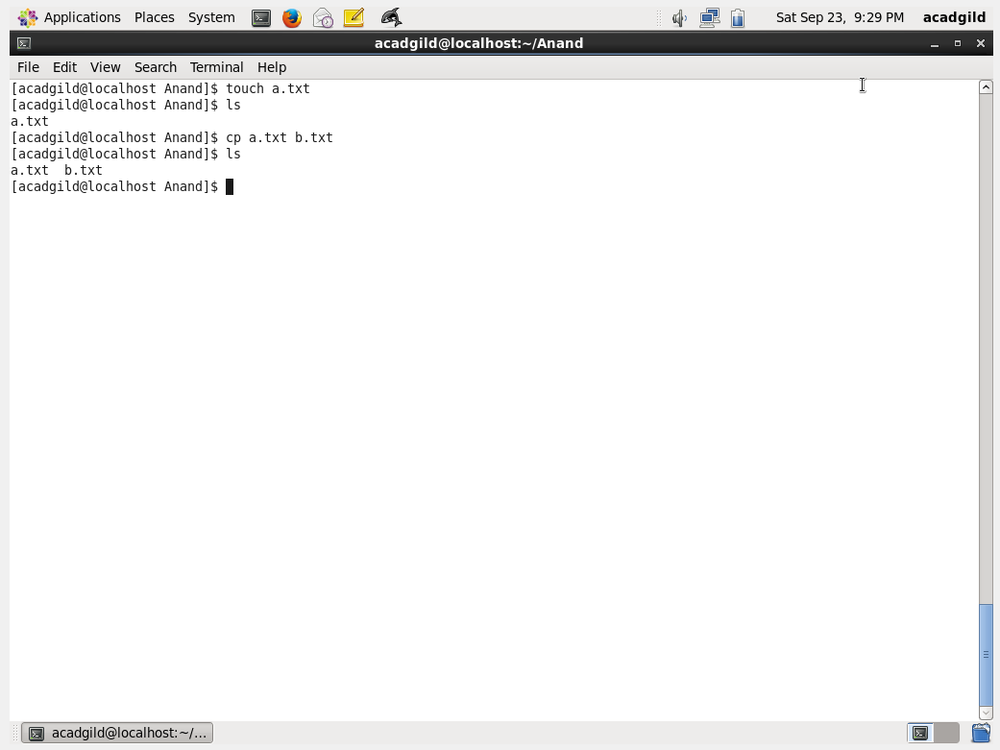 Applications Places System Sat Sep 23, 9:29 PM acadgild
acadgild@localhost:~/Anand
File Edit View Search Terminal Help
[acadgild@localhost Anand]$ touch a.txt
[acadgild@localhost Anand]$ ls
a.txt
[acadgild@localhost Anand]$ cp a.txt b.txt
[acadgild@localhost Anand]$ ls
a.txt  b.txt
[acadgild@localhost Anand]$
acadgild@localhost:~/...